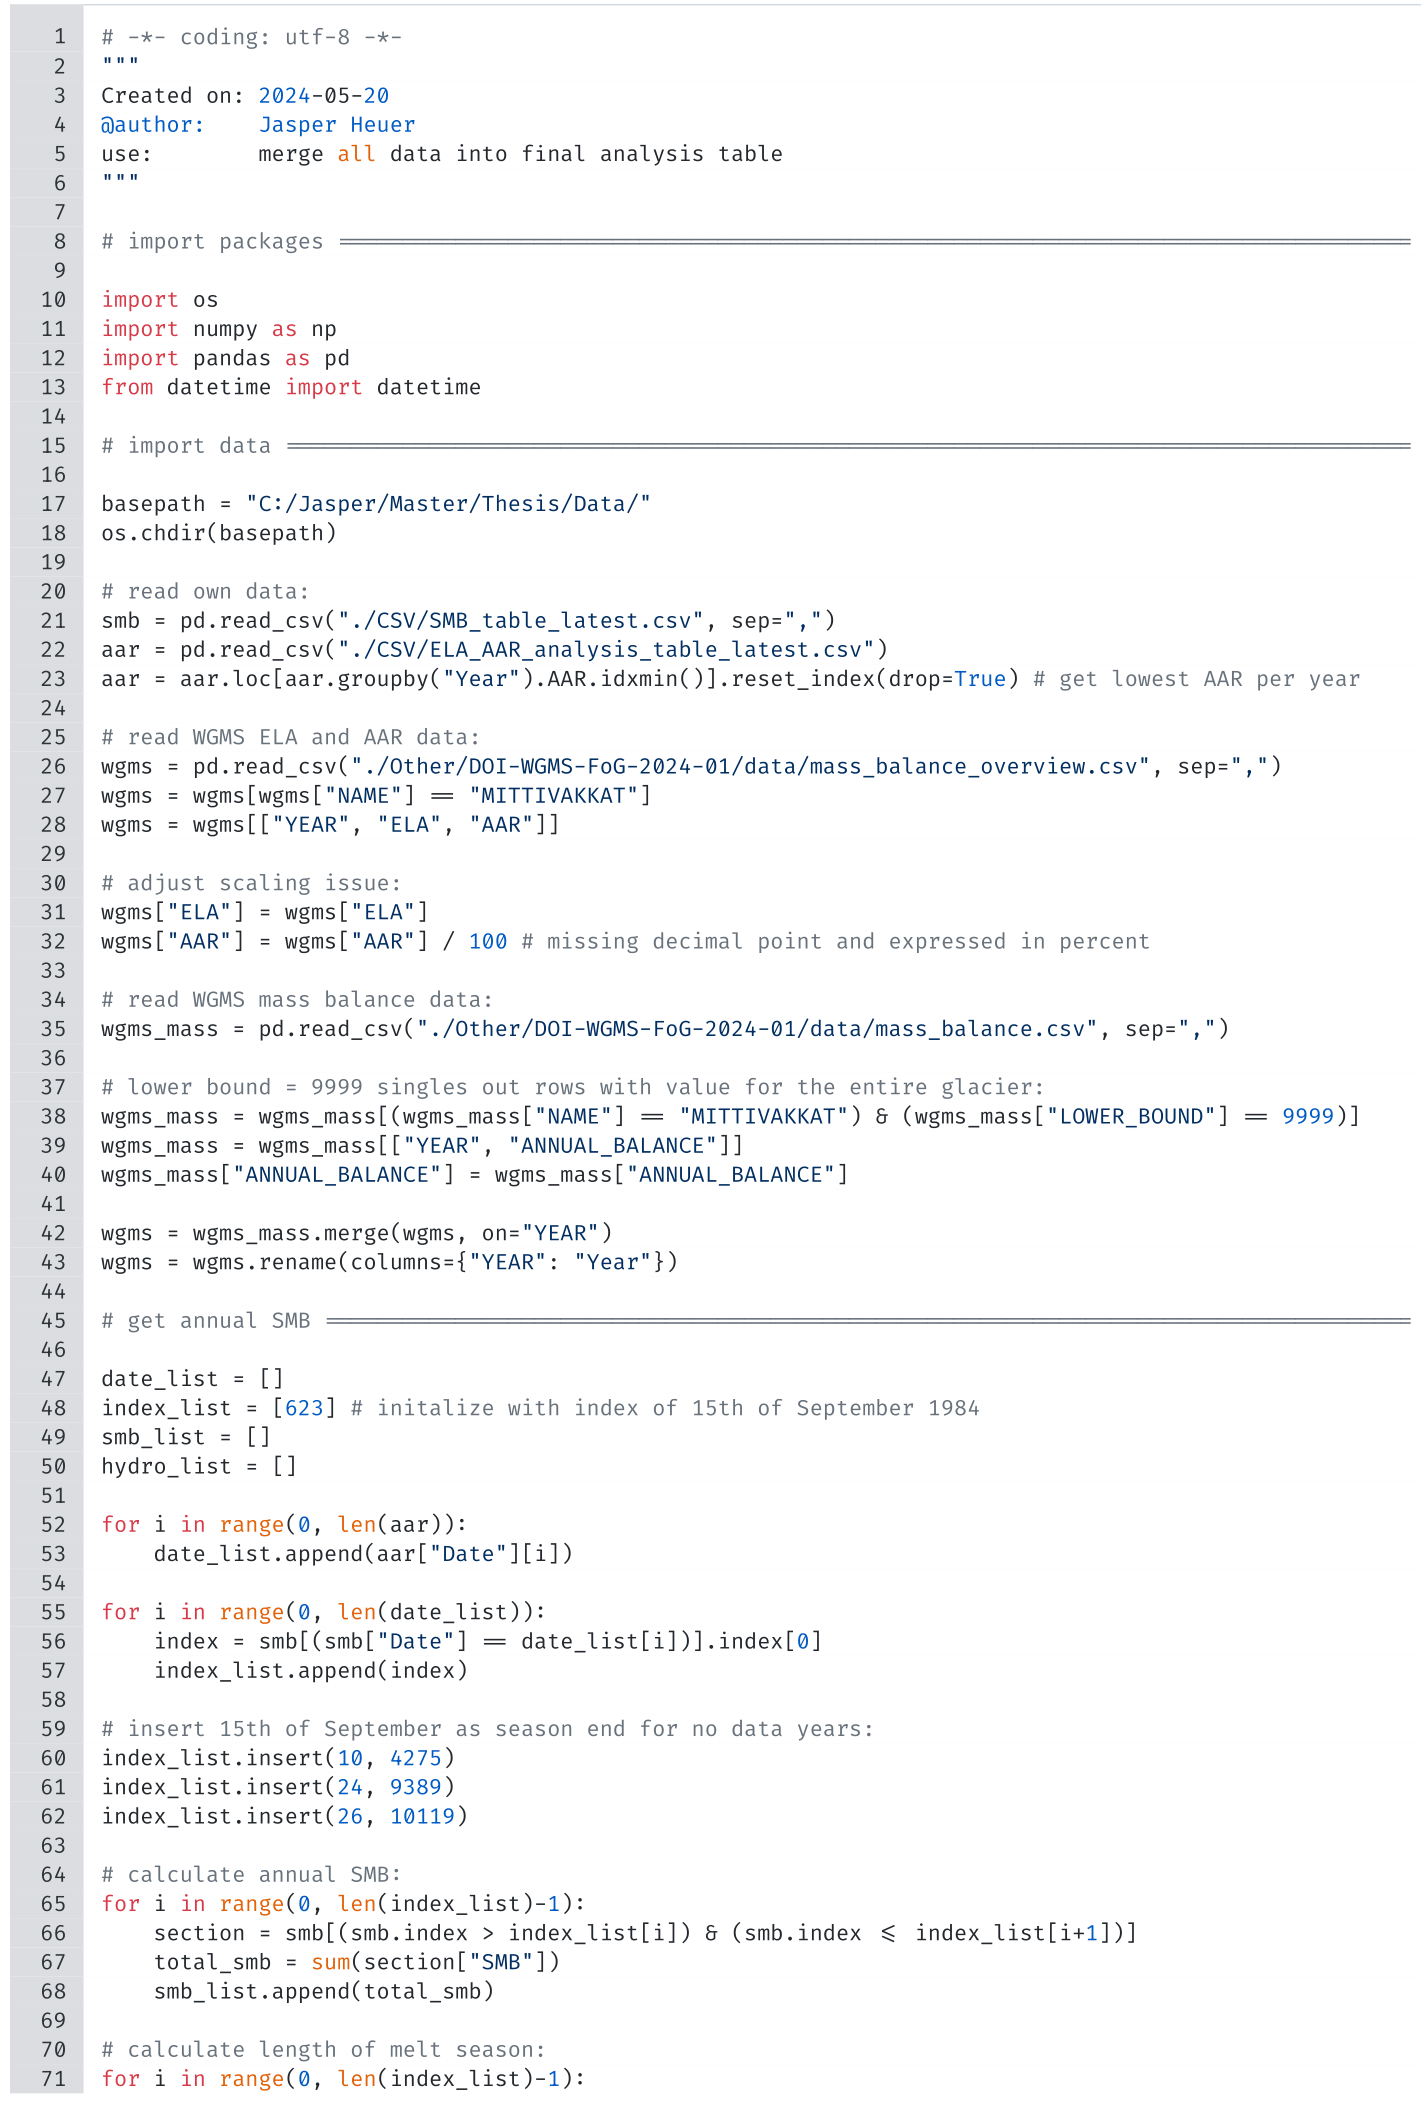 1 # -*- coding: utf-8 -*-
2 """
3 Created on: 2024-05-20
4 @author:    Jasper Heuer
5 use:        merge all data into final analysis table
6 """
7
8 # import packages ==================================================================================
9
10 import os
11 import numpy as np
12 import pandas as pd
13 from datetime import datetime
14
15 # import data ======================================================================================
16
17 basepath = "C:/Jasper/Master/Thesis/Data/"
18 os.chdir(basepath)
19
20 # read own data:
21 smb = pd.read_csv("./CSV/SMB_table_latest.csv", sep=",")
22 aar = pd.read_csv("./CSV/ELA_AAR_analysis_table_latest.csv")
23 aar = aar.loc[aar.groupby("Year").AAR.idxmin()].reset_index(drop=True) # get lowest AAR per year
24
25 # read WGMS ELA and AAR data:
26 wgms = pd.read_csv("./Other/DOI-WGMS-FoG-2024-01/data/mass_balance_overview.csv", sep=",")
27 wgms = wgms[wgms["NAME"] == "MITTIVAKKAT"]
28 wgms = wgms[["YEAR", "ELA", "AAR"]]
29
30 # adjust scaling issue:
31 wgms["ELA"] = wgms["ELA"]
32 wgms["AAR"] = wgms["AAR"] / 100 # missing decimal point and expressed in percent
33
34 # read WGMS mass balance data:
35 wgms_mass = pd.read_csv("./Other/DOI-WGMS-FoG-2024-01/data/mass_balance.csv", sep=",")
36
37 # lower bound = 9999 singles out rows with value for the entire glacier:
38 wgms_mass = wgms_mass[(wgms_mass["NAME"] == "MITTIVAKKAT") & (wgms_mass["LOWER_BOUND"] == 9999)]
39 wgms_mass = wgms_mass[["YEAR", "ANNUAL_BALANCE"]]
40 wgms_mass["ANNUAL_BALANCE"] = wgms_mass["ANNUAL_BALANCE"]
41
42 wgms = wgms_mass.merge(wgms, on="YEAR")
43 wgms = wgms.rename(columns={"YEAR": "Year"})
44
45 # get annual SMB ===================================================================================
46
47 date_list = []
48 index_list = [623] # initalize with index of 15th of September 1984
49 smb_list = []
50 hydro_list = []
51
52 for i in range(0, len(aar)):
53     date_list.append(aar["Date"][i])
54
55 for i in range(0, len(date_list)):
56     index = smb[(smb["Date"] == date_list[i])].index[0]
57     index_list.append(index)
58
59 # insert 15th of September as season end for no data years:
60 index_list.insert(10, 4275)
61 index_list.insert(24, 9389)
62 index_list.insert(26, 10119)
63
64 # calculate annual SMB:
65 for i in range(0, len(index_list)-1):
66     section = smb[(smb.index > index_list[i]) & (smb.index <= index_list[i+1])]
67     total_smb = sum(section["SMB"])
68     smb_list.append(total_smb)
69
70 # calculate length of melt season:
71 for i in range(0, len(index_list)-1):